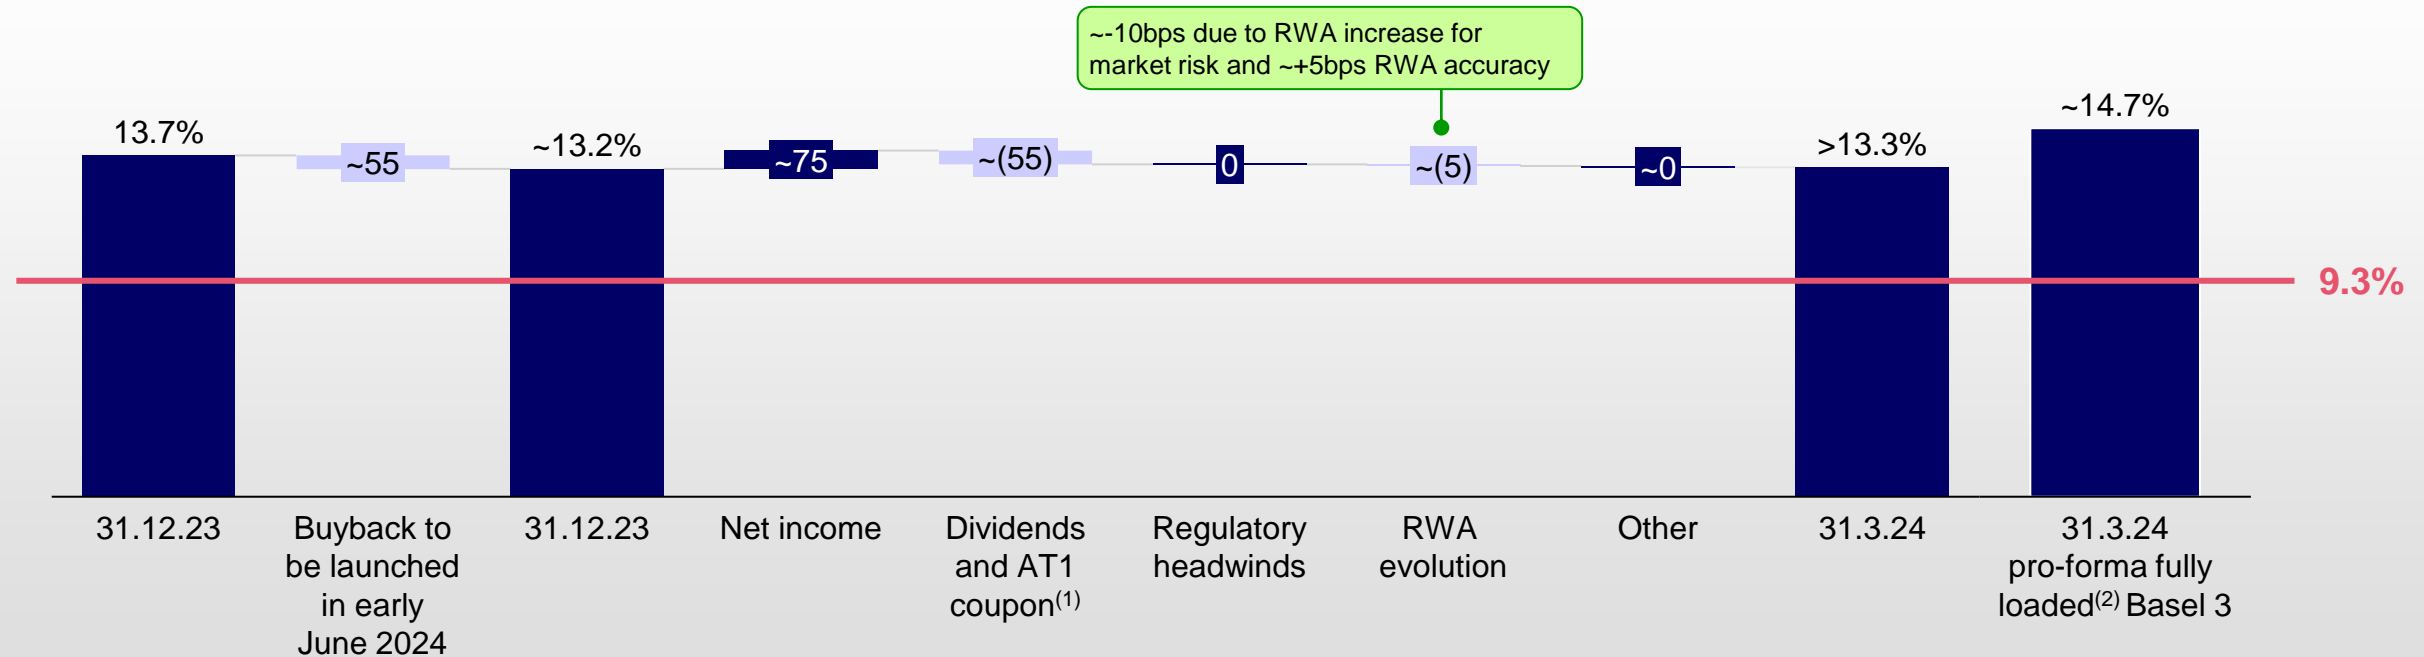 ~-10bps due to RWA increase for
market risk and ~+5bps RWA accuracy
13.7%
~55
~13.2%
~75
~(55)
0
~(5)
~0
>13.3%
~14.7%
9.3%
31.12.23
Buyback to
be launched
in early
June 2024
31.12.23
Net income
Dividends
and AT1
coupon(1)
Regulatory
headwinds
RWA
evolution
Other
31.3.24
31.3.24
pro-forma fully
loaded(2) Basel 3